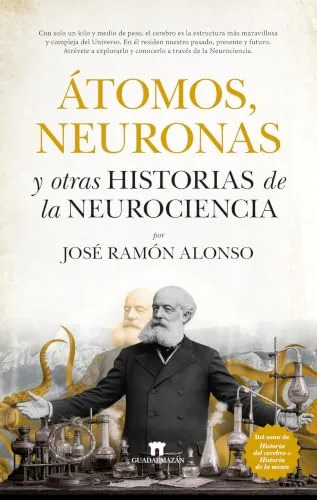 Con solo un kilo y medio de peso, el cerebro es la estructura más maravillosa
y compleja del Universo. En él residen nuestro pasado, presente y futuro.
Atrévete a explorarlo y conocerlo a través de la Neurociencia.
ÁTOMOS,
NEURONAS
y otras HISTORIAS de
la NEUROCIENCIA
por
JOSÉ RAMÓN ALONSO
Del autor de
Historia
del cerebro e
Historia
de la mente
GUADALMAZÁN